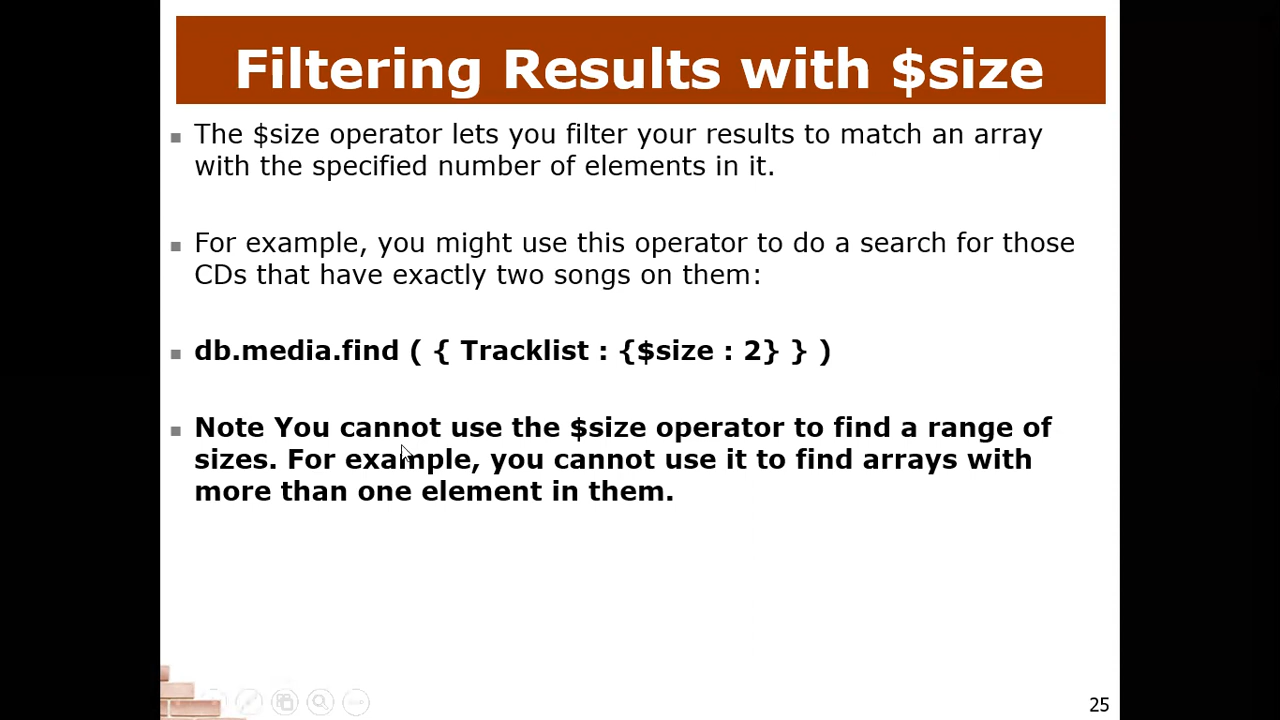 Filtering Results with $size
The $size operator lets you filter your results to match an array
with the specified number of elements in it.
For example, you might use this operator to do a search for those
CDs that have exactly two songs on them:
db.media.find ( { Tracklist : {$size : 2} } )
Note You cannot use the $size operator to find a range of
sizes. For example, you cannot use it to find arrays with
more than one element in them.
25